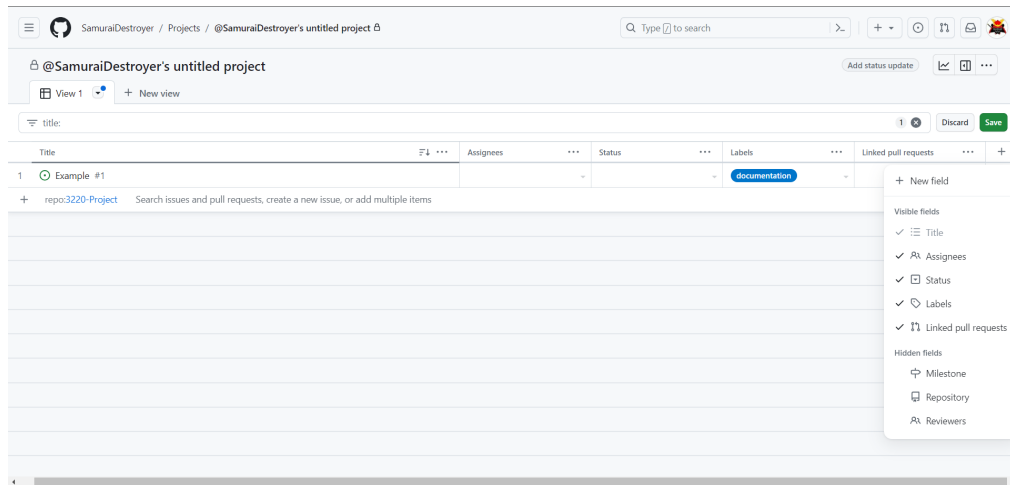 SamuraiDestroyer / Projects / @SamuraiDestroyer's untitled project
Type / to search
@SamuraiDestroyer's untitled project
Add status update
View 1
+ New view
title:
1
Discard
Save
Title
Assignees
Status
Labels
Linked pull requests
+
1 Example #1
documentation
+ repo:3220-Project Search issues and pull requests, create a new issue, or add multiple items
+ New field
Visible fields
Title
Assignees
Status
Labels
Linked pull requests
Hidden fields
Milestone
Repository
Reviewers